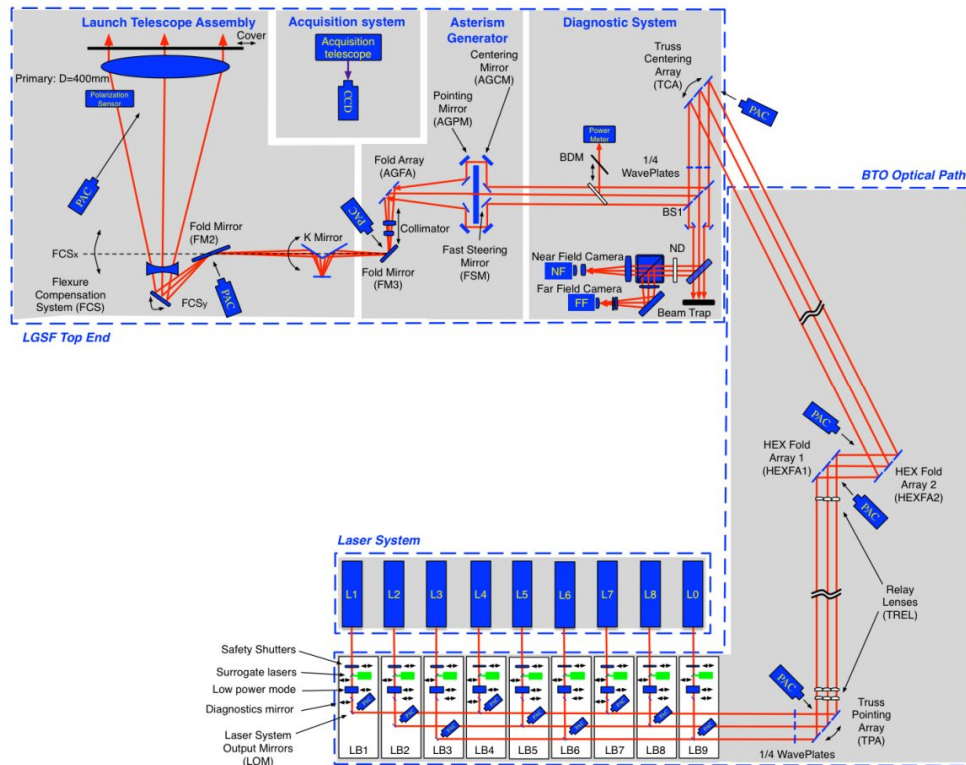 Launch Telescope Assembly
Cover
Primary: D=400mm
Polarization
Sensor
PAC
FCSx
Flexure
Compensation
System (FCS)
FCSy
Fold Mirror
(FM2)
PAC
K Mirror
Acquisition system
Acquisition
telescope
CCD
Asterism
Generator
Centering
Mirror
(AGCM)
Pointing
Mirror
(AGPM)
Fold Array
(AGFA)
PAC
Collimator
Fold Mirror
(FM3)
Fast Steering
Mirror
(FSM)
Diagnostic System
Truss
Centering
Array
(TCA)
PAC
Power
Meter
BDM
1/4
WavePlates
BS1
ND
Near Field Camera
NF
Far Field Camera
FF
Beam Trap
LGSF Top End
BTO Optical Path
PAC
HEX Fold
Array 1
(HEXFA1)
HEX Fold
Array 2
(HEXFA2)
PAC
Relay
Lenses
(TREL)
PAC
Truss
Pointing
Array
(TPA)
1/4 WavePlates
Laser System
L1 L2 L3 L4 L5 L6 L7 L8 L0
Safety Shutters
Surrogate lasers
Low power mode
Diagnostics mirror
Laser System
Output Mirrors
(LOM)
LB1 LB2 LB3 LB4 LB5 LB6 LB7 LB8 LB9